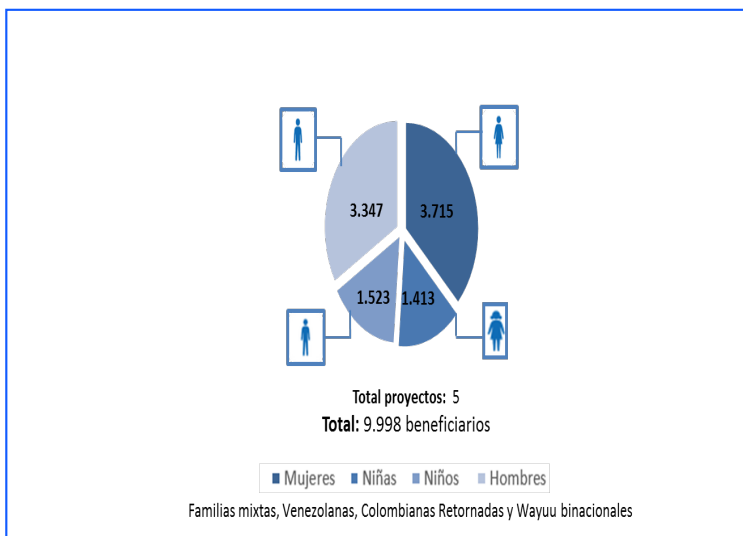 3.347
3.715
1.523
1.413
Total proyectos: 5
Total: 9.998 beneficiarios
Mujeres Niñas Niños Hombres
Familias mixtas, Venezolanas, Colombianas Retornadas y Wayuu binacionales